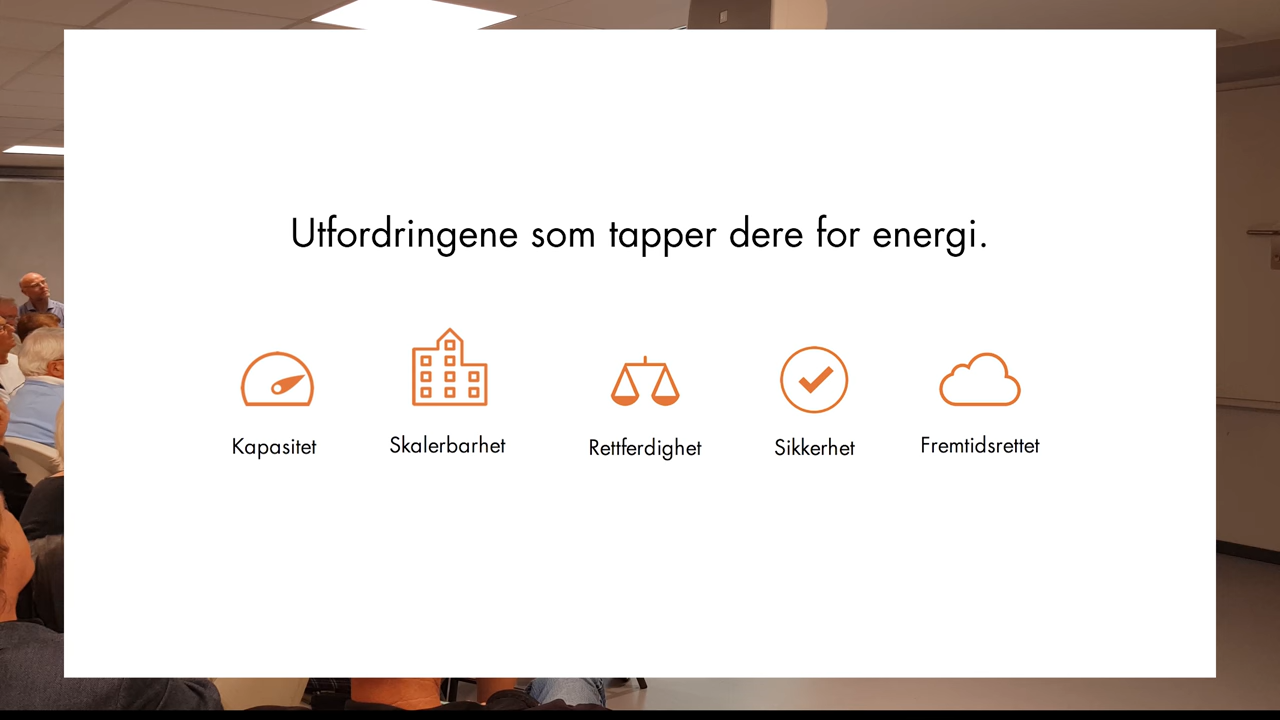 Utfordringene som tapper dere for energi.
Kapasitet
Skalerbarhet
Rettferdighet
Sikkerhet
Fremtidsrettet